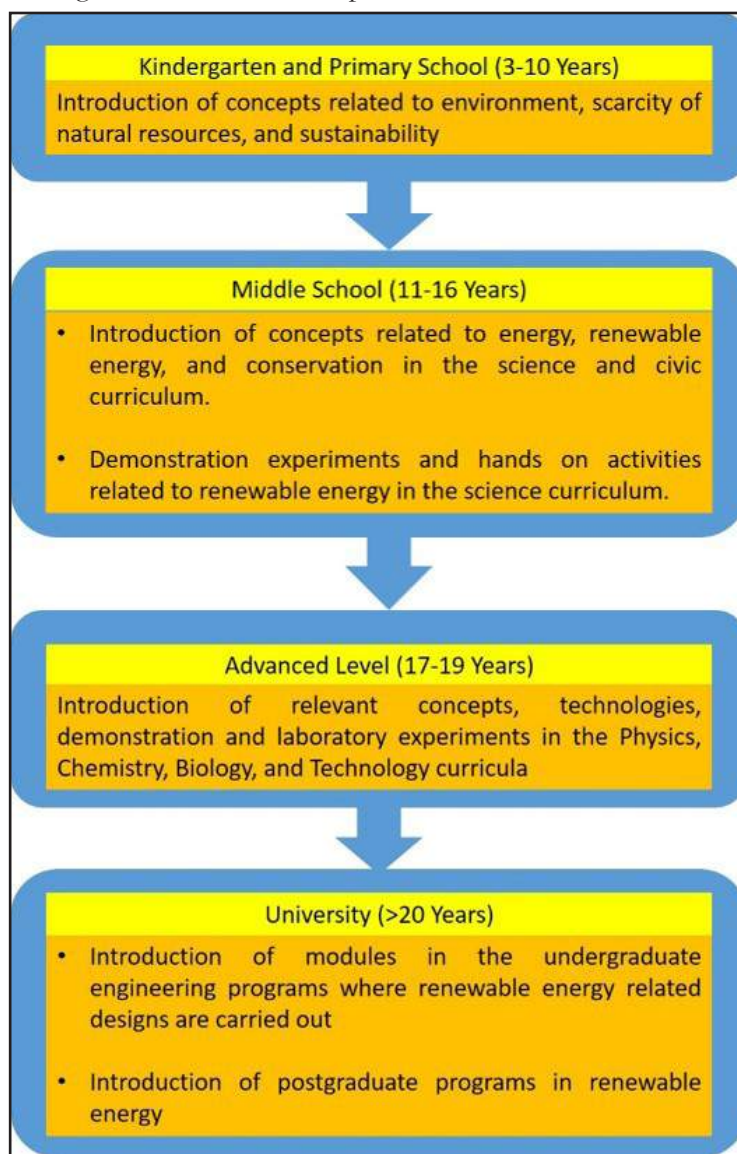 Kindergarten and Primary School (3-10 Years)
Introduction of concepts related to environment, scarcity of
natural resources, and sustainability
Middle School (11-16 Years)
• Introduction of concepts related to energy, renewable
energy, and conservation in the science and civic
curriculum.
• Demonstration experiments and hands on activities
related to renewable energy in the science curriculum.
Advanced Level (17-19 Years)
Introduction of relevant concepts, technologies,
demonstration and laboratory experiments in the Physics,
Chemistry, Biology, and Technology curricula
University (>20 Years)
• Introduction of modules in the undergraduate
engineering programs where renewable energy related
designs are carried out
• Introduction of postgraduate programs in renewable
energy